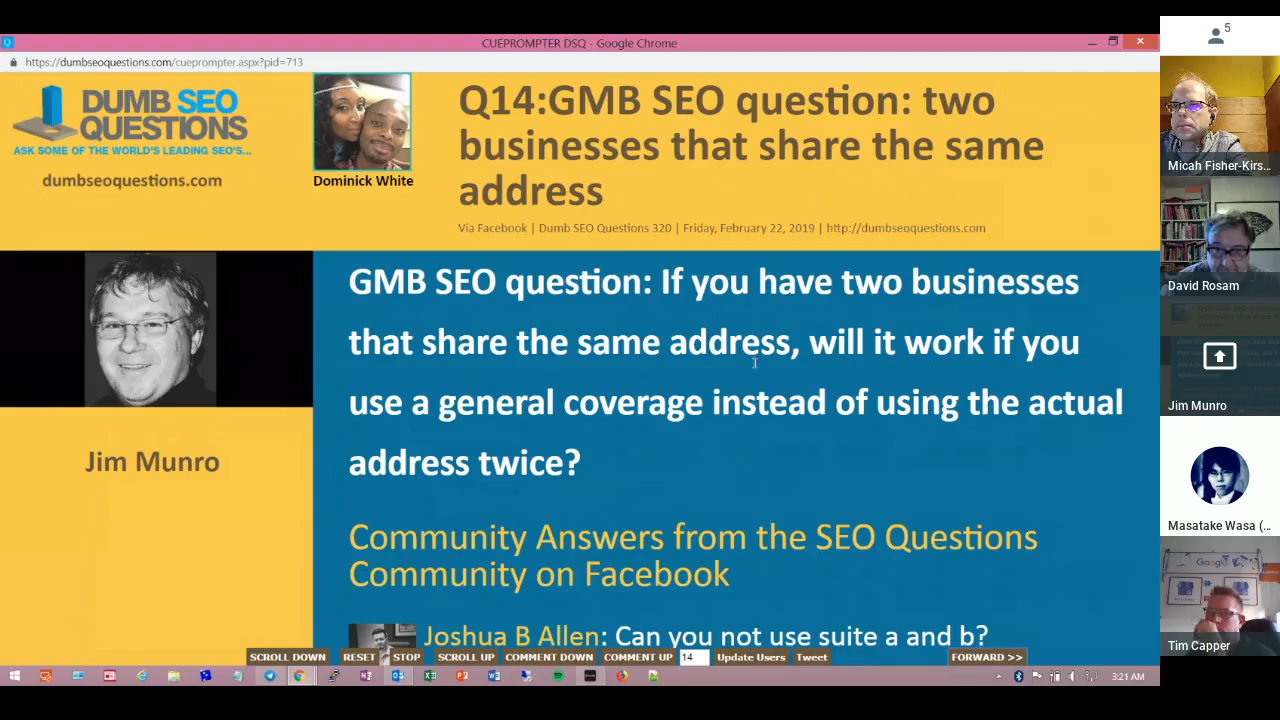 CUEPROMPTER DSQ - Google Chrome
https://dumbseoquestions.com/cueprompter.aspx?pid=713
DUMB SEO
QUESTIONS
ASK SOME OF THE WORLD'S LEADING SEO'S...
dumbseoquestions.com
Dominick White
Q14:GMB SEO question: two
businesses that share the same
address
Via Facebook | Dumb SEO Questions 320 | Friday, February 22, 2019 | http://dumbseoquestions.com
Jim Munro
GMB SEO question: If you have two businesses
that share the same address, will it work if you
use a general coverage instead of using the actual
address twice?
Community Answers from the SEO Questions
Community on Facebook
Joshua B Allen: Can you not use suite a and b?
SCROLL DOWN RESET STOP SCROLL UP COMMENT DOWN COMMENT UP 14 Update Users Tweet FORWARD >>
3:21 AM
5
Micah Fisher-Kirs...
David Rosam
Jim Munro
Masatake Wasa (...
Google
Tim Capper